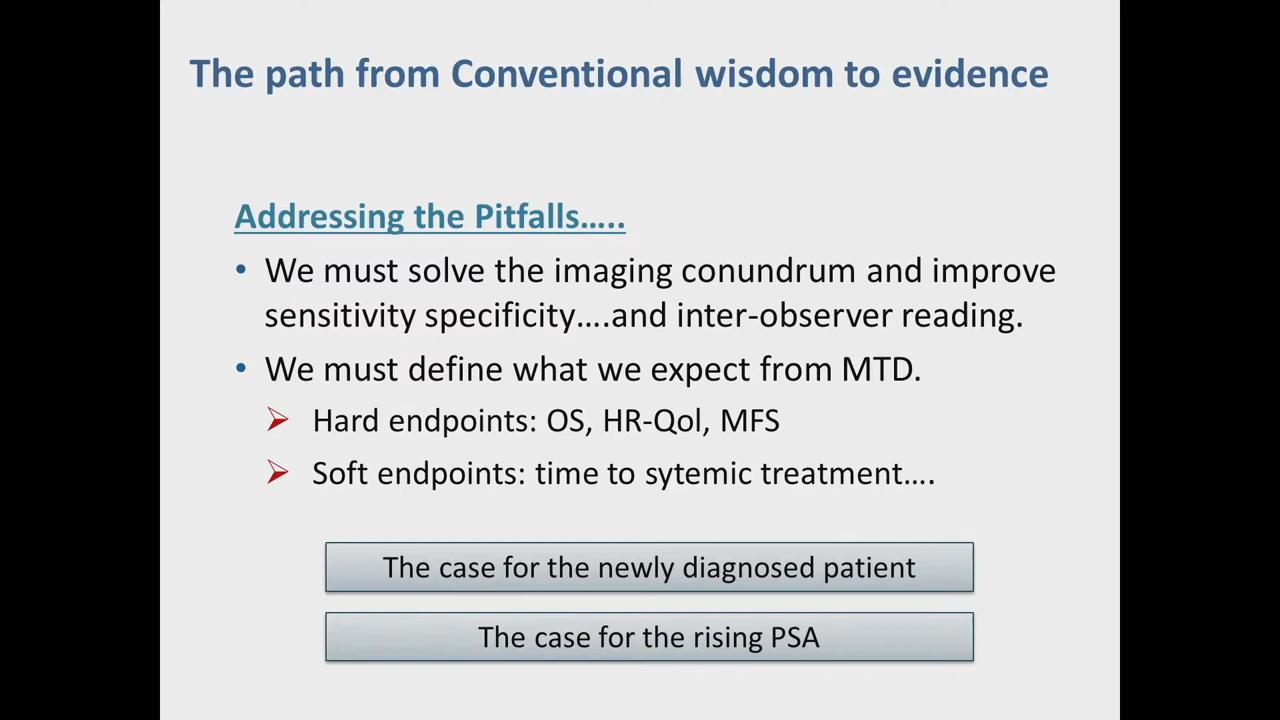 The path from Conventional wisdom to evidence
Addressing the Pitfalls…..
• We must solve the imaging conundrum and improve
sensitivity specificity….and inter-observer reading.
• We must define what we expect from MTD.
➢ Hard endpoints: OS, HR-Qol, MFS
➢ Soft endpoints: time to sytemic treatment….
The case for the newly diagnosed patient
The case for the rising PSA